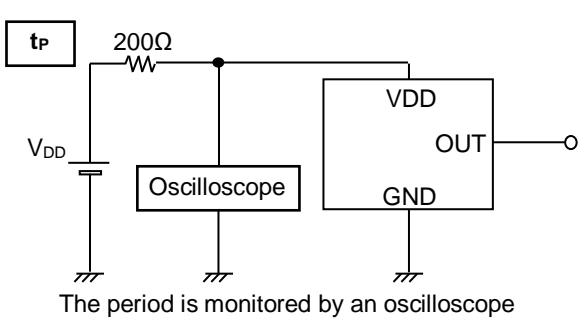 tP
200Ω
VDD
VDD
OUT
Oscilloscope
GND
The period is monitored by an oscilloscope